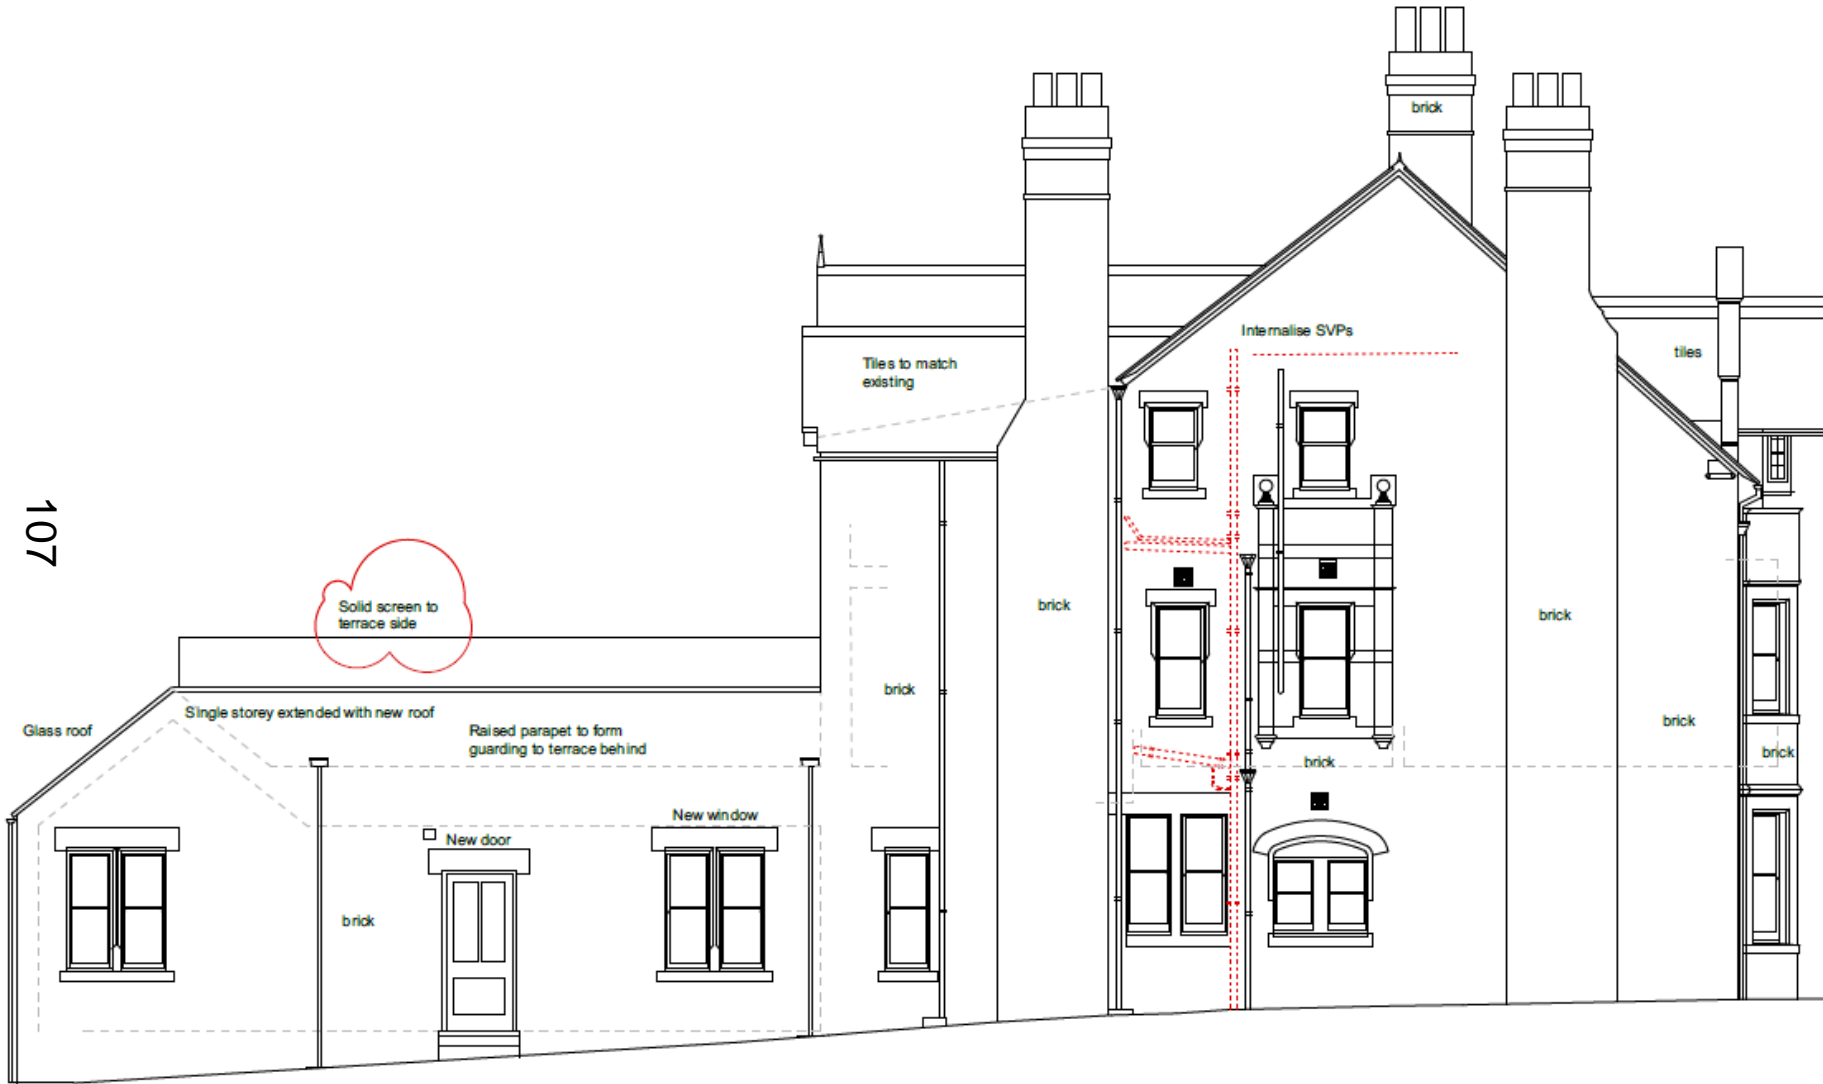 brick
Internalise SVPs
tiles
Tiles to match
existing
107
Solid screen to
terrace side
brick
brick
brick
brick
Single storey extended with new roof
Glass roof
Raised parapet to form
guarding to terrace behind
brick
brick
New window
New door
brick